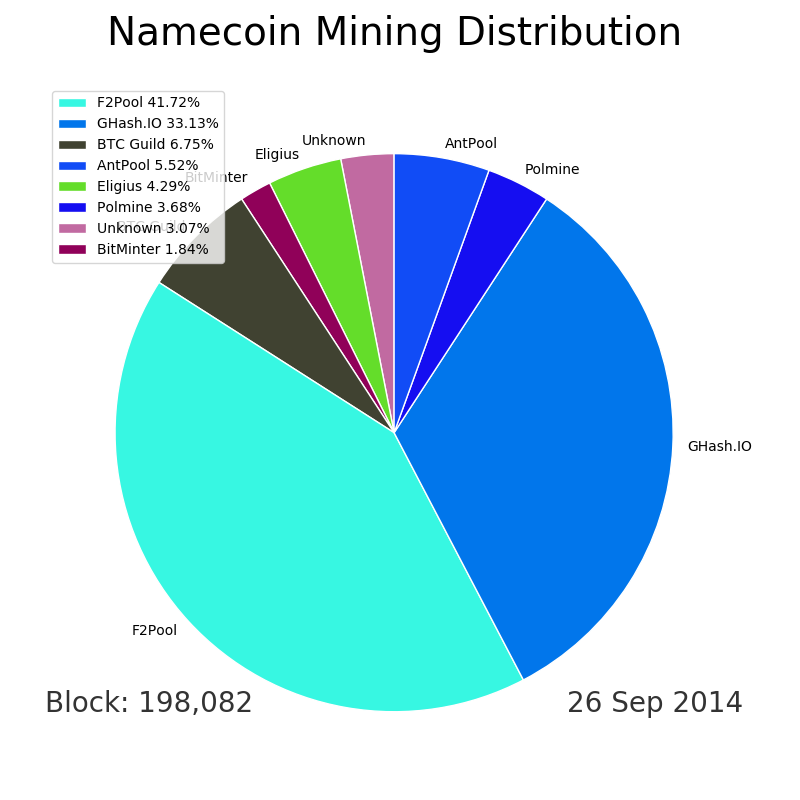 Namecoin Mining Distribution
F2Pool 41.72%
GHash.IO 33.13%
BTC Guild 6.75%
AntPool 5.52%
Eligius 4.29%
Polmine 3.68%
Unknown 3.07%
BitMinter 1.84%
Unknown
AntPool
Eligius
Polmine
BitMinter
BTC Guild
GHash.IO
F2Pool
Block: 198,082
26 Sep 2014